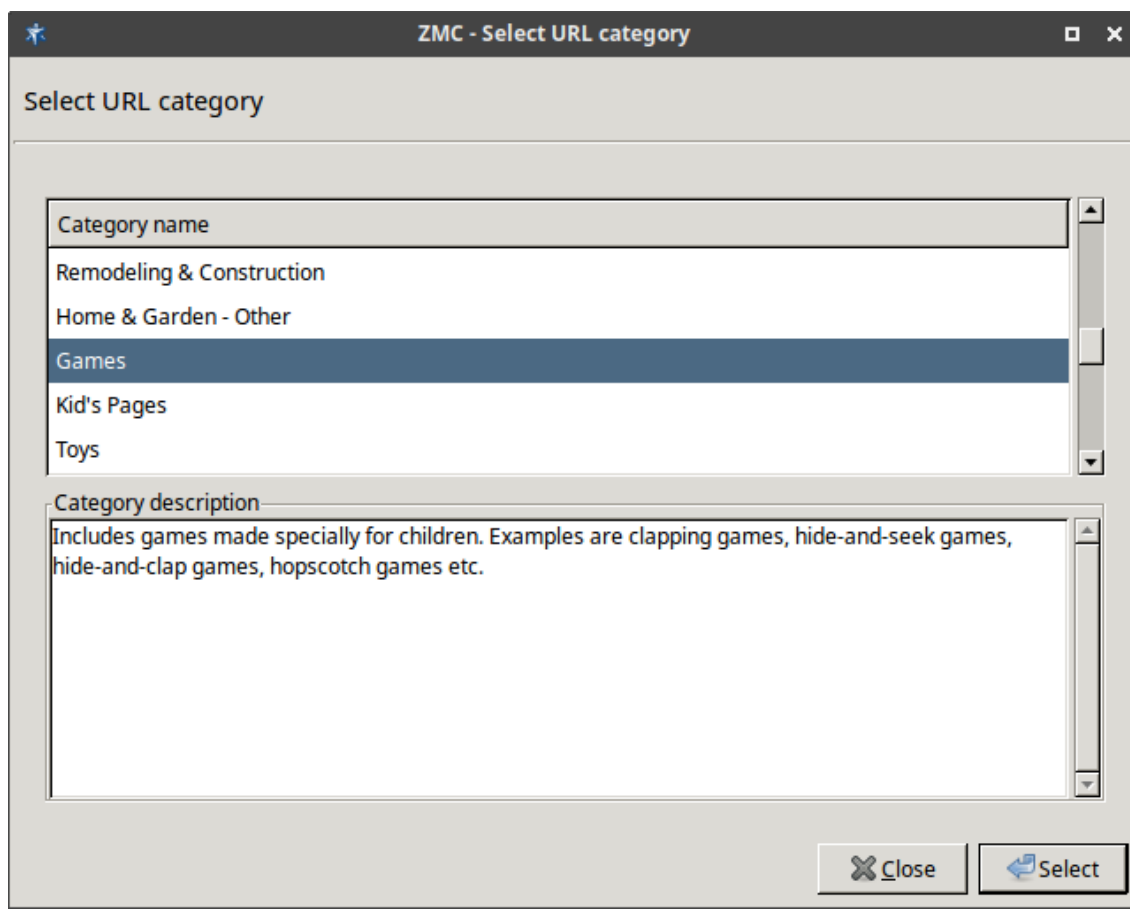 ZMC - Select URL category
Select URL category
Category name
Remodeling & Construction
Home & Garden - Other
Games
Kid's Pages
Toys
Category description
Includes games made specially for children. Examples are clapping games, hide-and-seek games,
hide-and-clap games, hopscotch games etc.
Close
Select